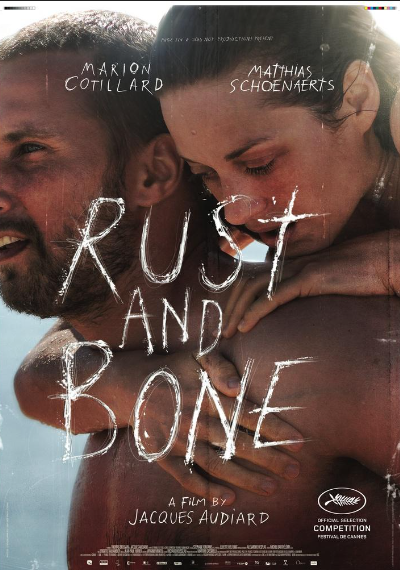 MARION
COTILLARD
MATTHIAS
SCHOENAERTS
RUST
AND
BONE
A FILM BY
JACQUES AUDIARD
OFFICIAL SELECTION
COMPETITION
FESTIVAL DE CANNES